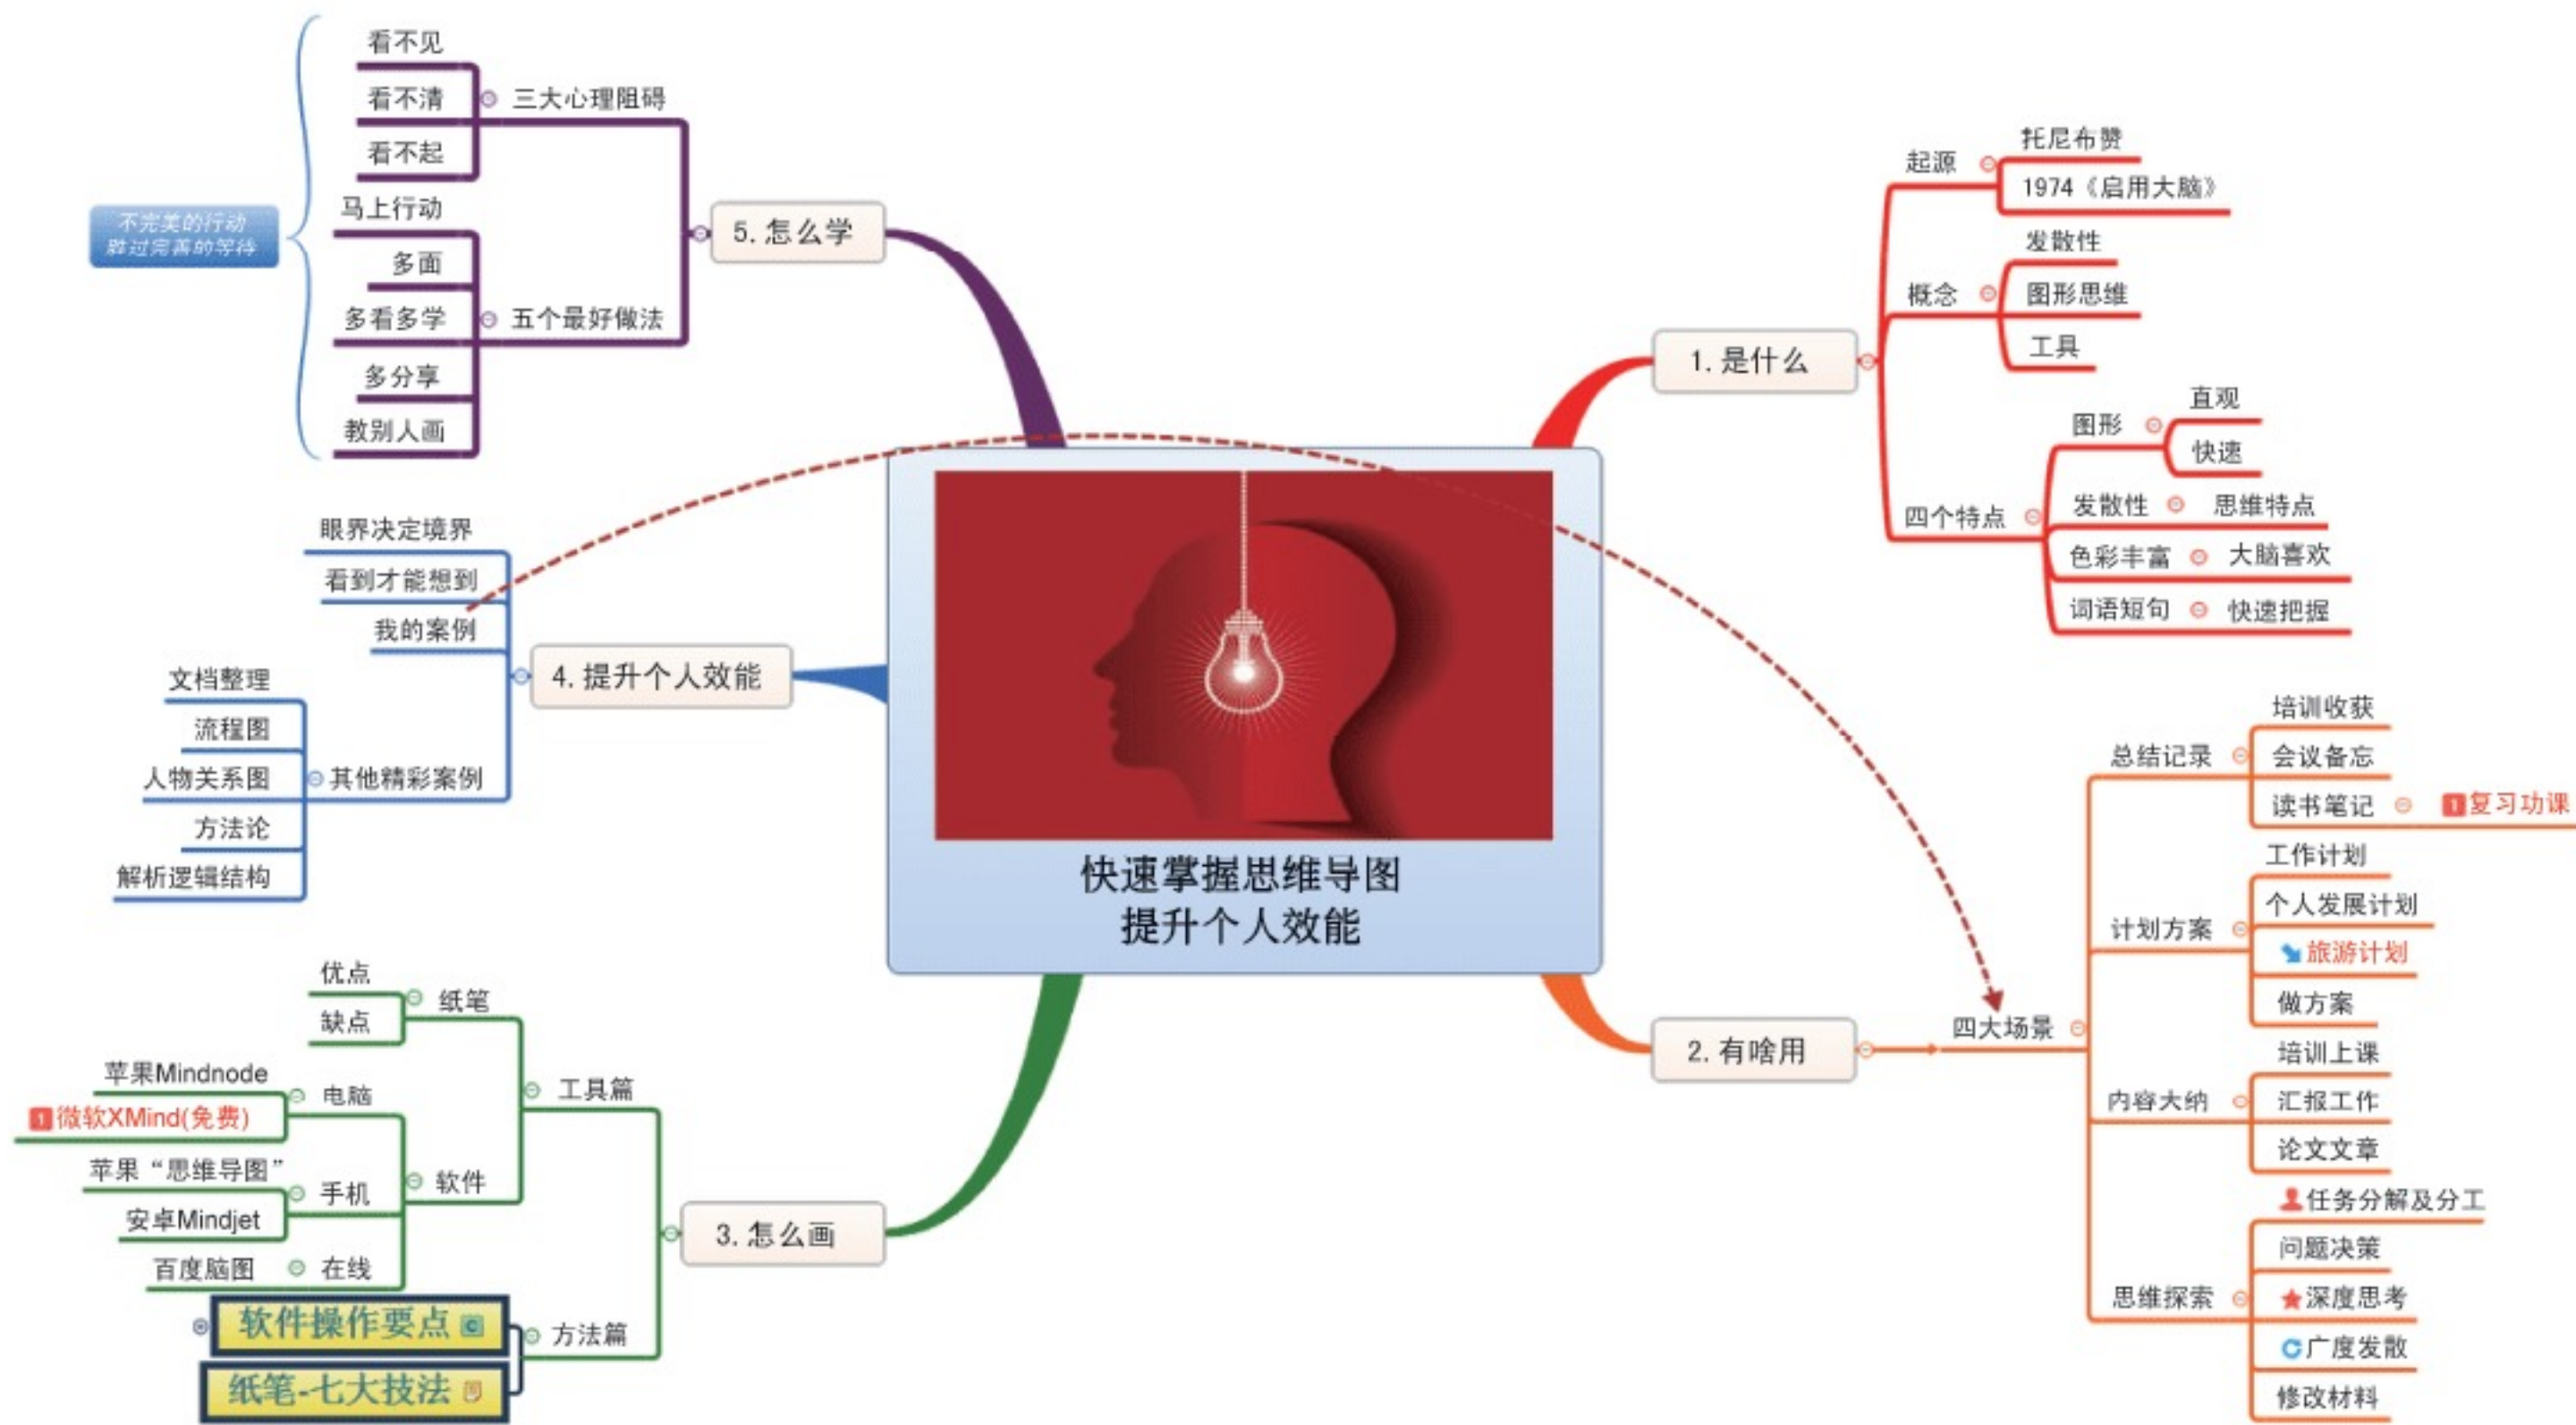 快速掌握思维导图
提升个人效能
1.是什么
起源
托尼布赞
1974《启用大脑》
概念
发散性
图形思维
工具
四个特点
图形
直观
快速
发散性
思维特点
色彩丰富
大脑喜欢
词语短句
快速把握
2.有啥用
四大场景
总结记录
培训收获
会议备忘
读书笔记
1复习功课
计划方案
工作计划
个人发展计划
旅游计划
做方案
内容大纳
培训上课
汇报工作
论文文章
思维探索
任务分解及分工
问题决策
深度思考
广度发散
修改材料
3.怎么画
工具篇
纸笔
优点
缺点
软件
电脑
苹果Mindnode
1微软XMind(免费)
手机
苹果“思维导图”
安卓Mindjet
在线
百度脑图
方法篇
软件操作要点
纸笔-七大技法
4.提升个人效能
眼界决定境界
看到才能想到
我的案例
其他精彩案例
文档整理
流程图
人物关系图
方法论
解析逻辑结构
5.怎么学
三大心理阻碍
看不见
看不清
看不起
五个最好做法
马上行动
多面
多看多学
多分享
教别人画
不完美的行动
胜过完善的等待